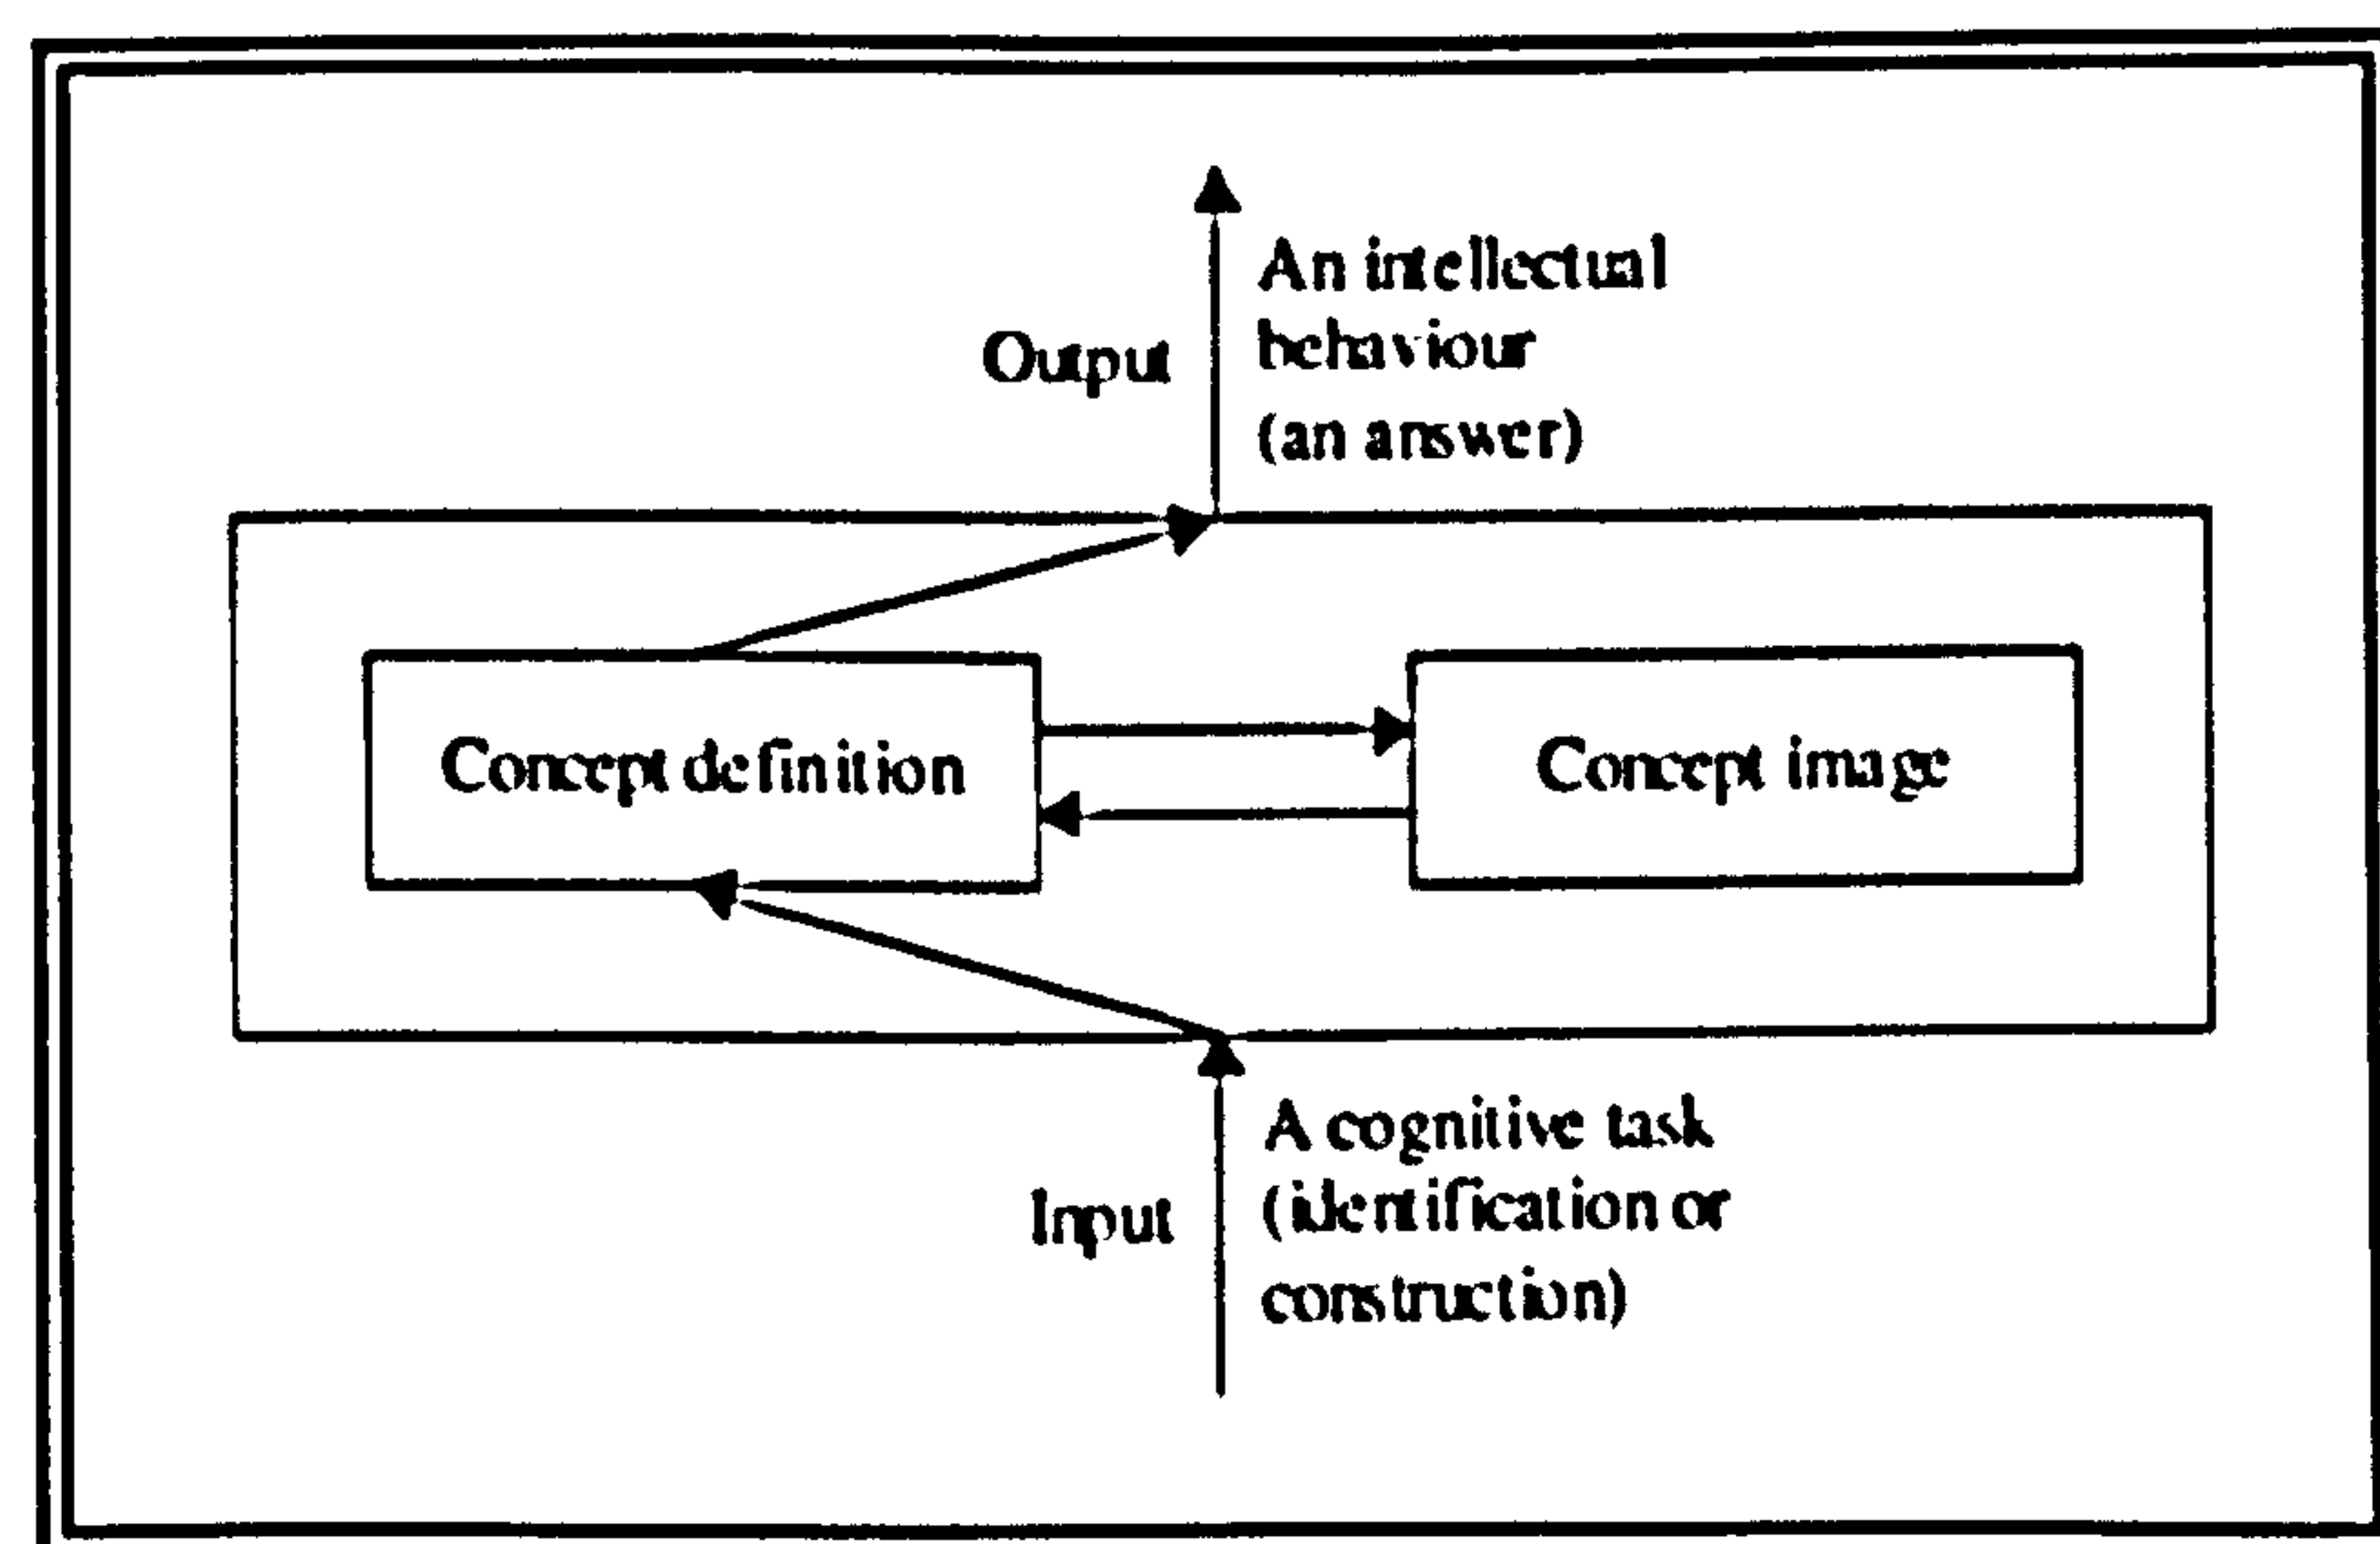 An intellectual
behaviour
Output
(an answer)
Concept definition
Concept image
A cognitive task
Input
(identification or
construction)